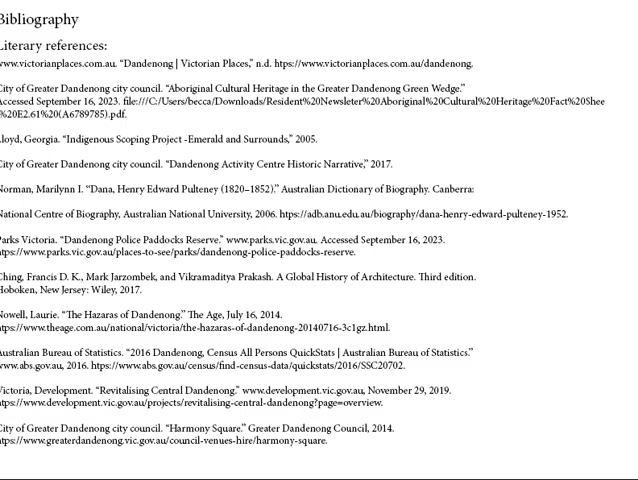 Bibliography
Literary references:
www.victorianplaces.com.au. “Dandenong | Victorian Places,” n.d. https://www.victorianplaces.com.au/dandenong.
City of Greater Dandenong city council. “Aboriginal Cultural Heritage in the Greater Dandenong Green Wedge.”
Accessed September 16, 2023. file:///C:/Users/becca/Downloads/Resident%20Newsletter%20Aboriginal%20Cultural%20Heritage%20Fact%20Shee
t%20E2.61%20(A6789785).pdf.
Lloyd, Georgia. “Indigenous Scoping Project -Emerald and Surrounds,” 2005.
City of Greater Dandenong city council. “Dandenong Activity Centre Historic Narrative,” 2017.
Norman, Marilynn I. “Dana, Henry Edward Pulteney (1820–1852).” Australian Dictionary of Biography. Canberra:
National Centre of Biography, Australian National University, 2006. https://adb.anu.edu.au/biography/dana-henry-edward-pulteney-1952.
Parks Victoria. “Dandenong Police Paddocks Reserve.” www.parks.vic.gov.au. Accessed September 16, 2023.
https://www.parks.vic.gov.au/places-to-see/parks/dandenong-police-paddocks-reserve.
Ching, Francis D. K., Mark Jarzombek, and Vikramaditya Prakash. A Global History of Architecture. Third edition.
Hoboken, New Jersey: Wiley, 2017.
Nowell, Laurie. “The Hazaras of Dandenong.” The Age, July 16, 2014.
https://www.theage.com.au/national/victoria/the-hazaras-of-dandenong-20140716-3c1gz.html.
Australian Bureau of Statistics. “2016 Dandenong, Census All Persons QuickStats | Australian Bureau of Statistics.”
www.abs.gov.au, 2016. https://www.abs.gov.au/census/find-census-data/quickstats/2016/SSC20702.
Victoria, Development. “Revitalising Central Dandenong.” www.development.vic.gov.au, November 29, 2019.
https://www.development.vic.gov.au/projects/revitalising-central-dandenong?page=overview.
City of Greater Dandenong city council. “Harmony Square.” Greater Dandenong Council, 2014.
https://www.greaterdandenong.vic.gov.au/council-venues-hire/harmony-square.